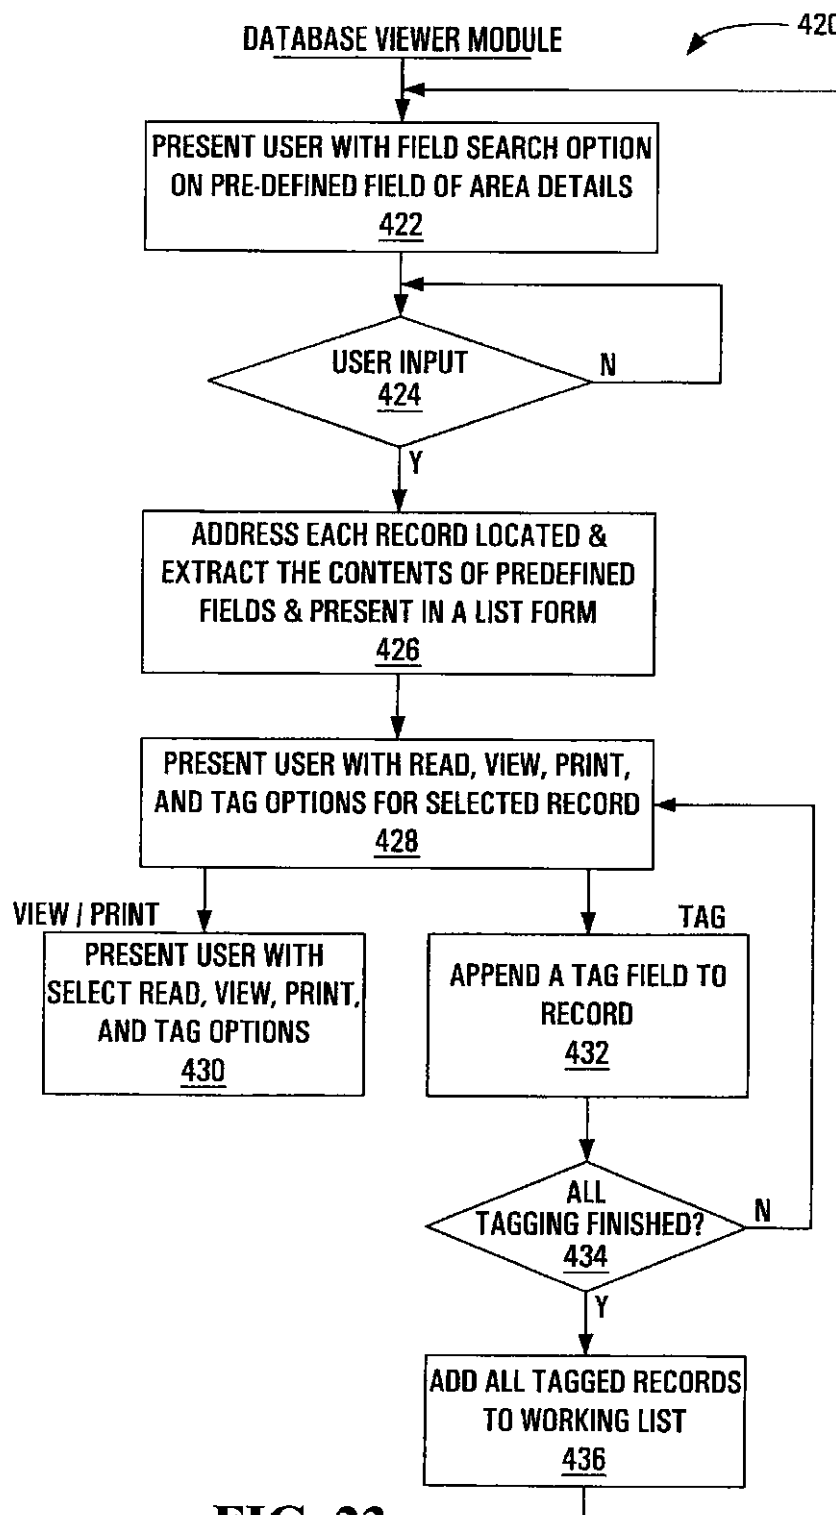 420
DATABASE VIEWER MODULE
PRESENT USER WITH FIELD SEARCH OPTION
ON PRE-DEFINED FIELD OF AREA DETAILS
422
USER INPUT
424
N
Y
ADDRESS EACH RECORD LOCATED &
EXTRACT THE CONTENTS OF PREDEFINED
FIELDS & PRESENT IN A LIST FORM
426
PRESENT USER WITH READ, VIEW, PRINT,
AND TAG OPTIONS FOR SELECTED RECORD
428
VIEW / PRINT
PRESENT USER WITH
SELECT READ, VIEW, PRINT,
AND TAG OPTIONS
430
TAG
APPEND A TAG FIELD TO
RECORD
432
ALL
TAGGING FINISHED?
434
N
Y
ADD ALL TAGGED RECORDS
TO WORKING LIST
436
FIG. 23